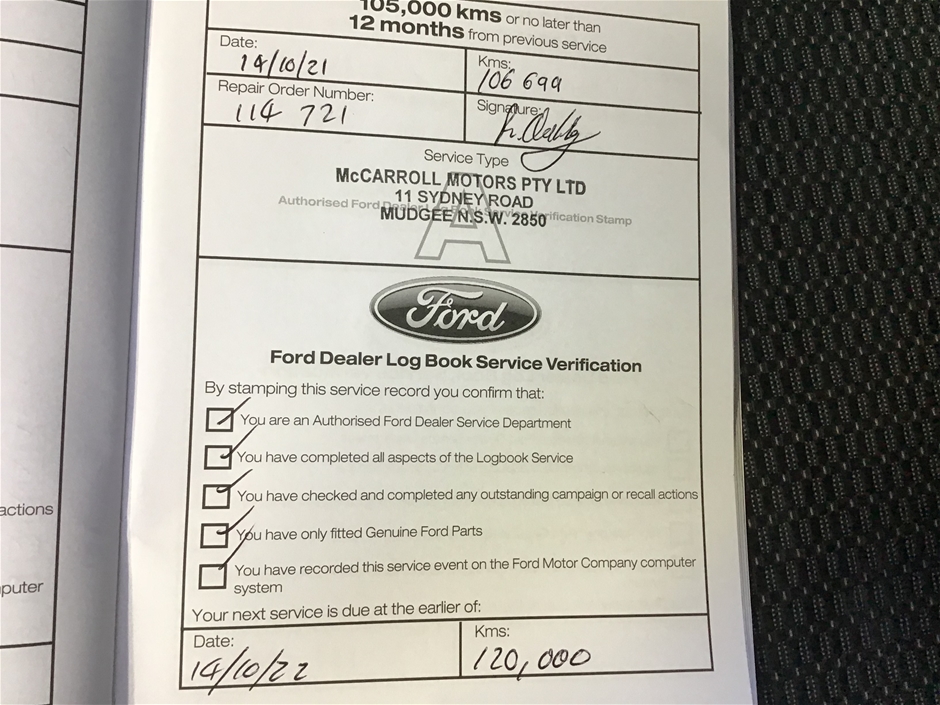 105,000 kms or no later than
12 months from previous service
Date:
14/10/21
Kms:
106 699
Repair Order Number:
114 721
Signature:
Service Type
A
McCARROLL MOTORS PTY LTD
11 SYDNEY ROAD
Authorised Ford Dealer Log Book Service Verification Stamp
MUDGEE N.S.W. 2850
Ford
Ford Dealer Log Book Service Verification
By stamping this service record you confirm that:
You are an Authorised Ford Dealer Service Department
You have completed all aspects of the Logbook Service
You have checked and completed any outstanding campaign or recall actions
You have only fitted Genuine Ford Parts
You have recorded this service event on the Ford Motor Company computer
system
Your next service is due at the earlier of:
Date:
14/10/22
Kms:
120,000
actions
puter